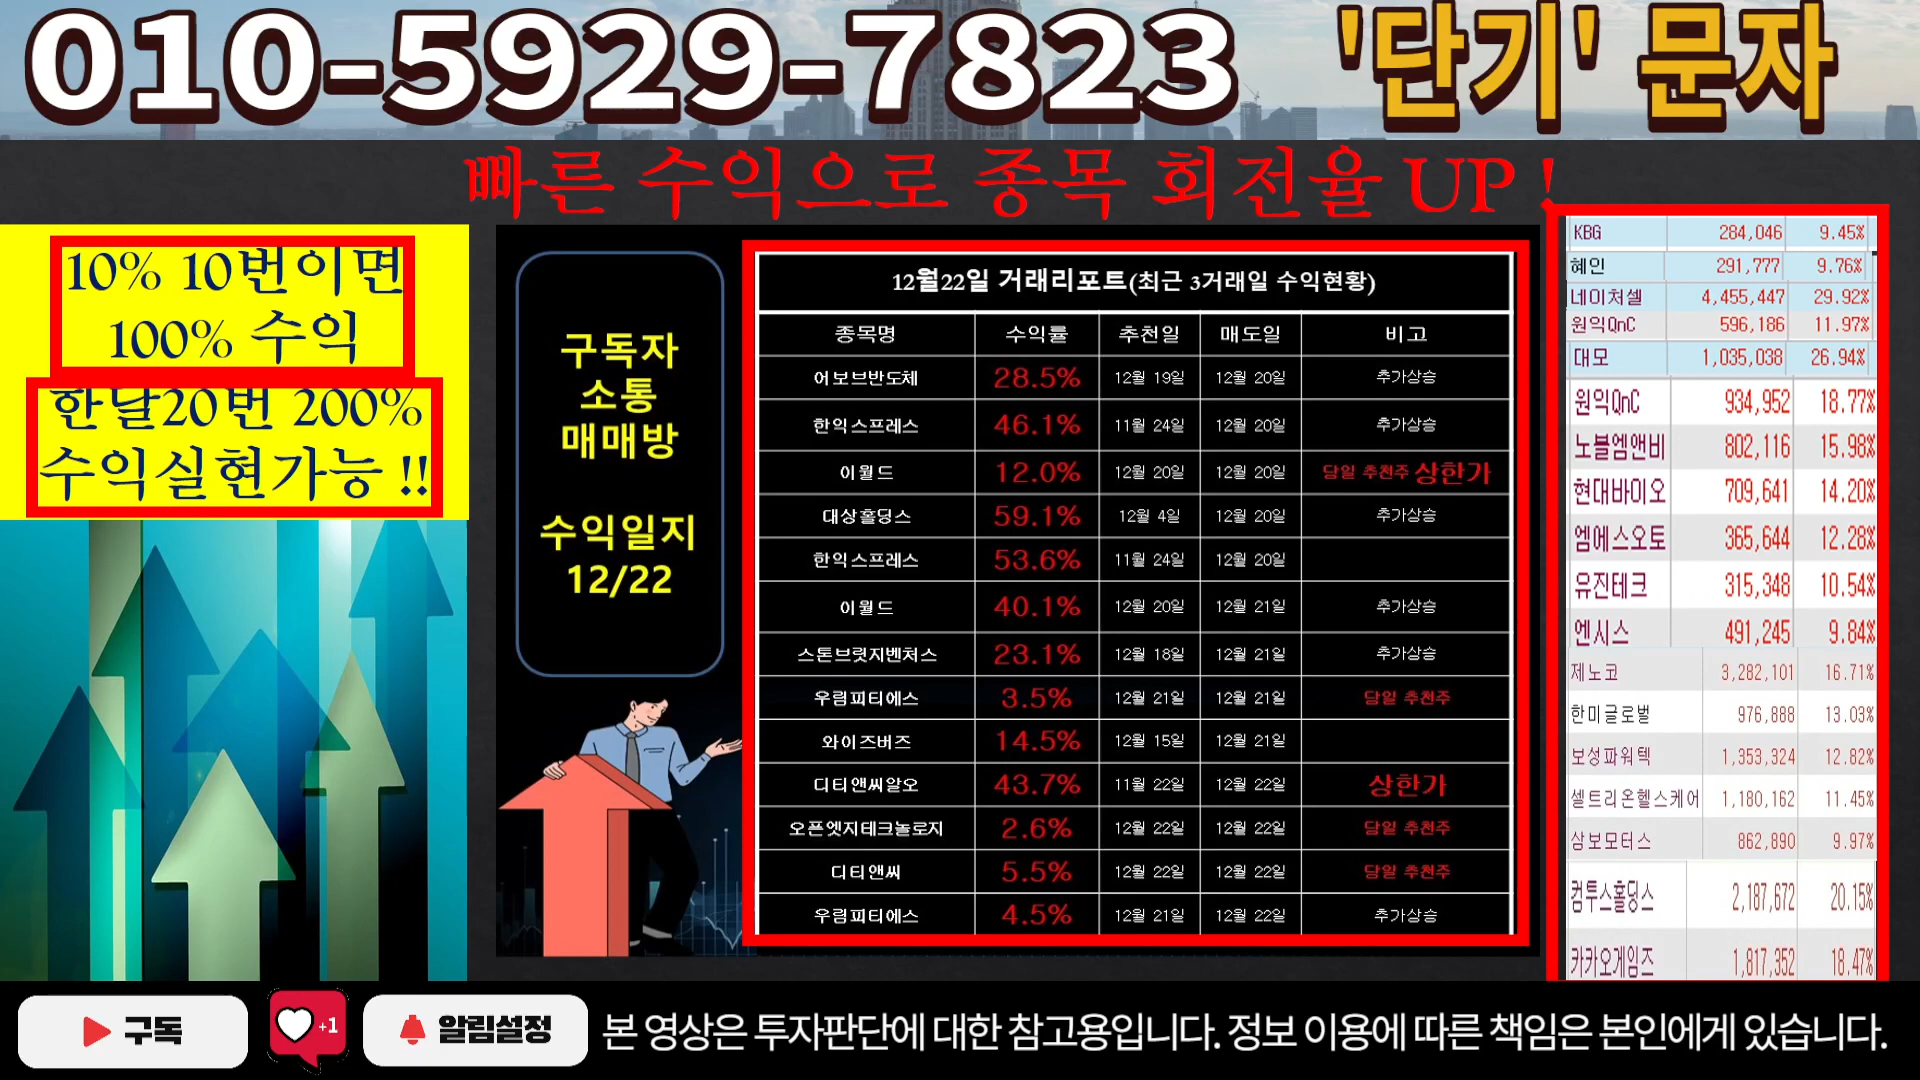 010-5929-7823 '단기' 문자
빠른 수익으로 종목 회전율 UP !
10% 10번이면
100% 수익
한달20번 200%
수익실현가능 !!
구독자
소통
매매방
수익일지
12/22
12월22일 거래리포트(최근 3거래일 수익현황)
종목명 수익률 추천일 매도일 비고
어보브반도체 28.5% 12월 19일 12월 20일 추가상승
한익스프레스 46.1% 11월 24일 12월 20일 추가상승
이월드 12.0% 12월 20일 12월 20일 당일 추천주 상한가
대상홀딩스 59.1% 12월 4일 12월 20일 추가상승
한익스프레스 53.6% 11월 24일 12월 20일
이월드 40.1% 12월 20일 12월 21일 추가상승
스톤브릿지벤처스 23.1% 12월 18일 12월 21일 추가상승
우림피티에스 3.5% 12월 21일 12월 21일 당일 추천주
와이즈버즈 14.5% 12월 15일 12월 21일
디티앤씨알오 43.7% 11월 22일 12월 22일 상한가
오픈엣지테크놀로지 2.6% 12월 22일 12월 22일 당일 추천주
디티앤씨 5.5% 12월 22일 12월 22일 당일 추천주
우림피티에스 4.5% 12월 21일 12월 22일 추가상승
KBG 284,046 9.45%
혜인 291,777 9.76%
네이처셀 4,455,447 29.92%
원익QnC 596,186 11.97%
대모 1,035,038 26.94%
원익QnC 934,952 18.77%
노블엠앤비 802,116 15.98%
현대바이오 709,641 14.20%
엠에스오토 365,644 12.28%
유진테크 315,348 10.54%
엔시스 491,245 9.84%
제노코 3,282,101 16.71%
한미글로벌 976,888 13.03%
보성파워텍 1,353,324 12.82%
셀트리온헬스케어 1,180,162 11.45%
삼보모터스 862,890 9.97%
컴투스홀딩스 2,187,672 20.15%
카카오게임즈 1,817,352 18.47%
구독 +1 알림설정 본 영상은 투자판단에 대한 참고용입니다. 정보 이용에 따른 책임은 본인에게 있습니다.